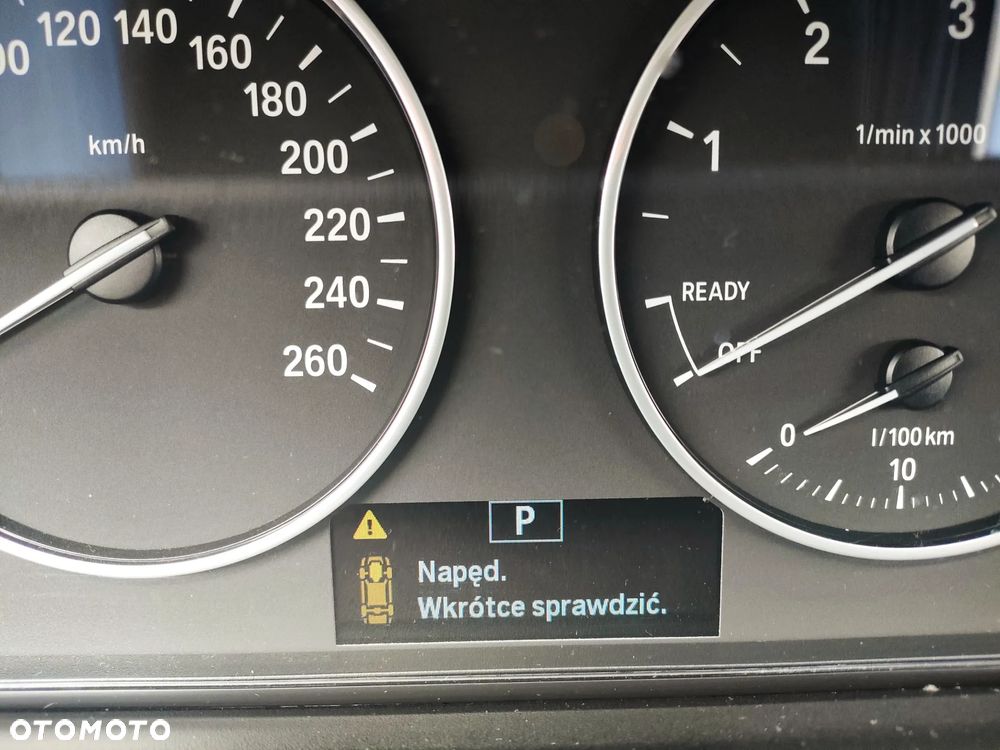 120 140
160
180
km/h
200
220
240
260
1
2
3
1/min x 1000
READY
OFF
0
l/100 km
10
P
Napęd.
Wkrótce sprawdzić.
OTOMOTO